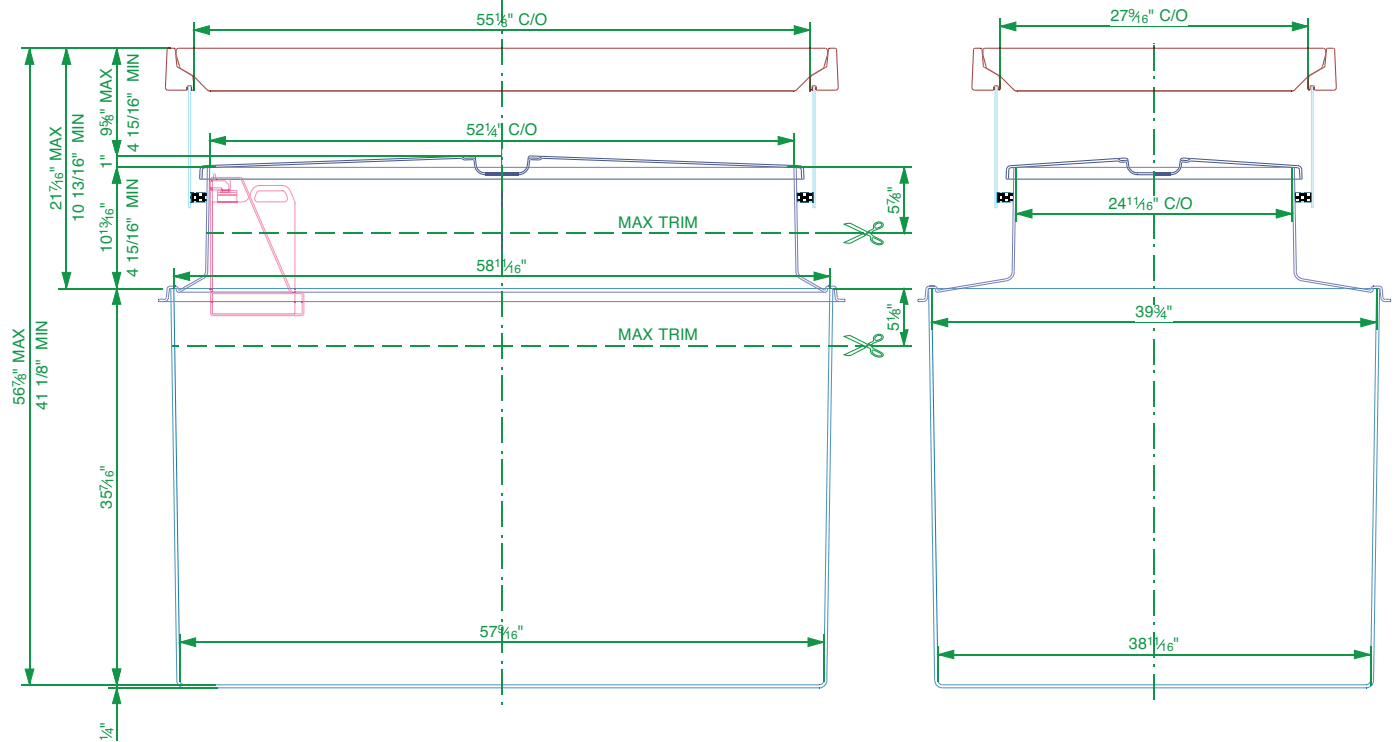 55⅛" C/O
27⁹⁄₁₆" C/O
56⅞" MAX
41 1/8" MIN
21⁷⁄₁₆" MAX
10 13/16" MIN
9⅝" MAX
4 15/16" MIN
1"
10¹³⁄₁₆"
4 15/16" MIN
52¼" C/O
5⅞"
24¹¹⁄₁₆" C/O
MAX TRIM
58¹¹⁄₁₆"
39¾"
5⅛"
MAX TRIM
35⁷⁄₁₆"
57⁹⁄₁₆"
38¹¹⁄₁₆"
¼"